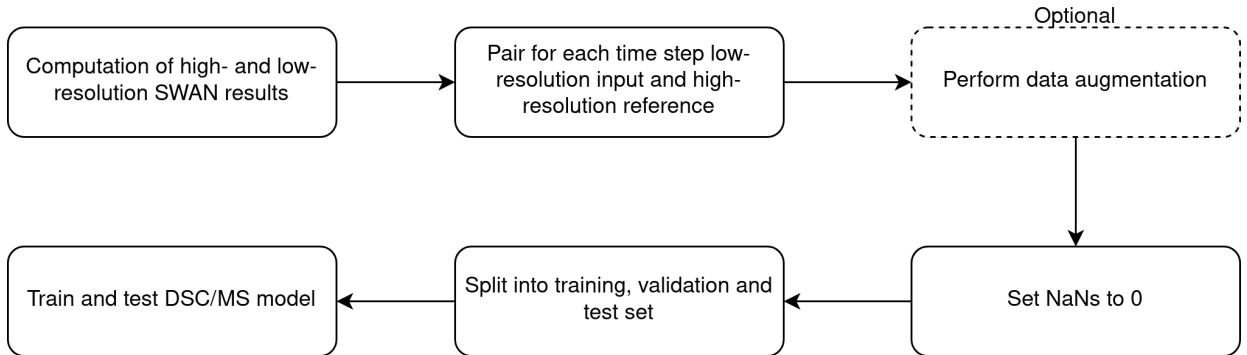 Computation of high- and low-
resolution SWAN results
Pair for each time step low-
resolution input and high-
resolution reference
Optional
Perform data augmentation
Set NaNs to 0
Split into training, validation and
test set
Train and test DSC/MS model